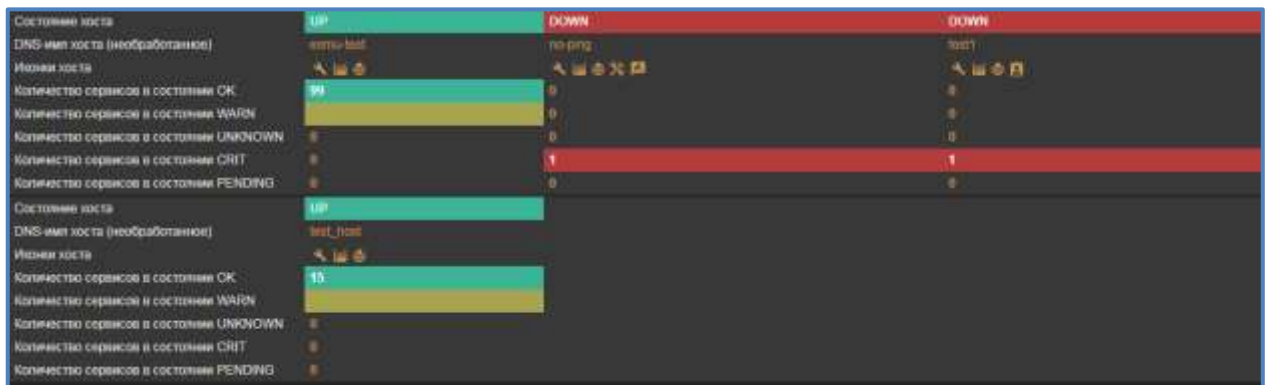 Состояние хоста UP DOWN DOWN
DNS-имя хоста (необработанное) no-ping test1
Иконки хоста
Количество сервисов в состоянии OK 99 0 0
Количество сервисов в состоянии WARN 0 0
Количество сервисов в состоянии UNKNOWN 0 0 0
Количество сервисов в состоянии CRIT 0 1 1
Количество сервисов в состоянии PENDING 0 0 0
Состояние хоста UP
DNS-имя хоста (необработанное) test_host
Иконки хоста
Количество сервисов в состоянии OK 15
Количество сервисов в состоянии WARN
Количество сервисов в состоянии UNKNOWN 0
Количество сервисов в состоянии CRIT 0
Количество сервисов в состоянии PENDING 0